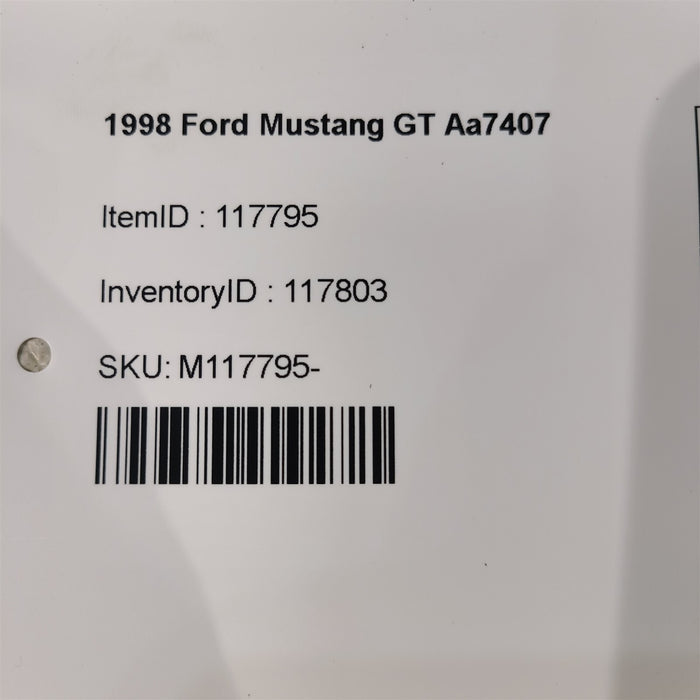 1998 Ford Mustang GT Aa7407
ItemID : 117795
InventoryID : 117803
SKU: M117795-